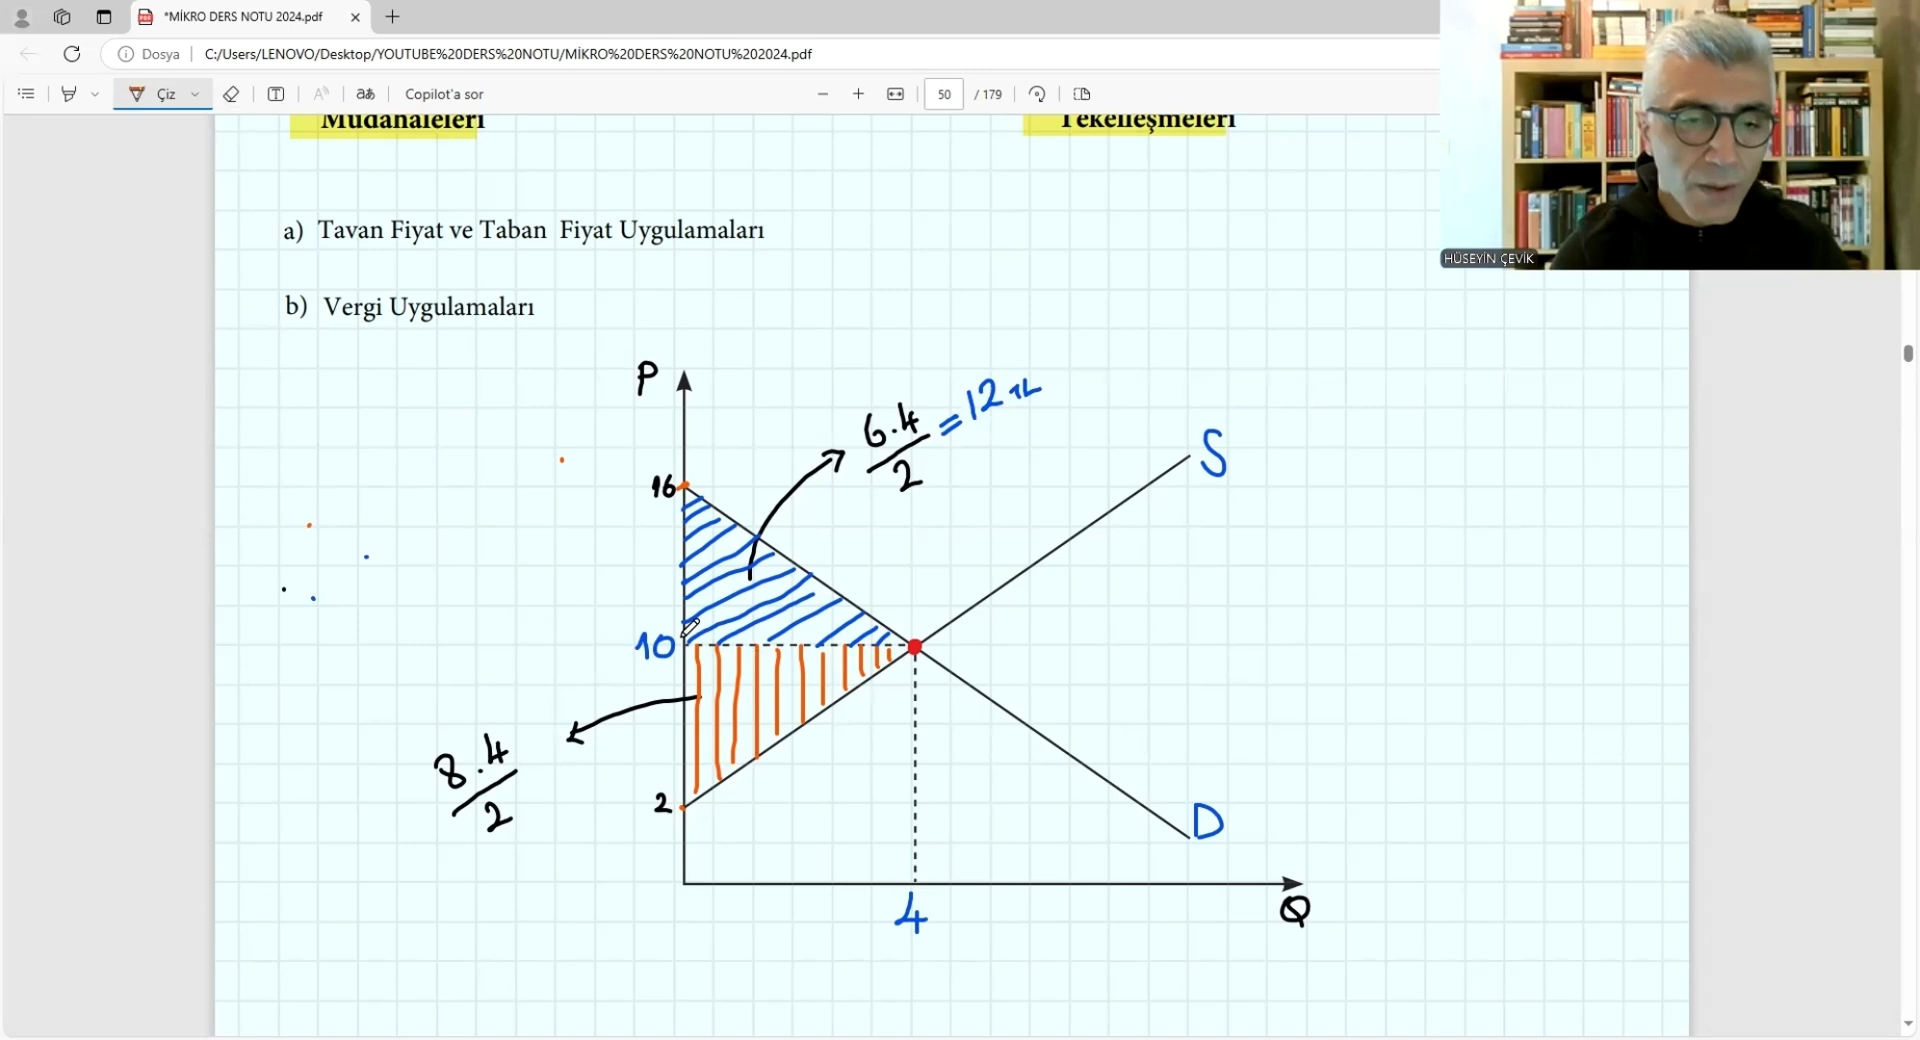 *MİKRO DERS NOTU 2024.pdf
Dosya
C:/Users/LENOVO/Desktop/YOUTUBE%20DERS%20NOTU/MİKRO%20DERS%20NOTU%202024.pdf
Çiz
aあ
Copilot'a sor
50 / 179
HÜSEYİN ÇEVİK
Müdahaleleri
Tekelleşmeleri
a) Tavan Fiyat ve Taban Fiyat Uygulamaları
b) Vergi Uygulamaları
P
6.4
2
= 12 TL
S
16
10
8.4
2
2
D
4
Q